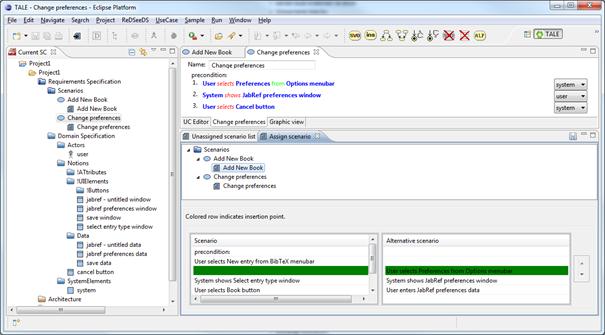 TALE - Change preferences - Eclipse Platform
File Navigate Search Project ReDSeeDS UseCase Sample Run Window Help
SVO ins ALF TALE
Current SC
Project1
Project1
Requirements Specification
Scenarios
Add New Book
Add New Book
Change preferences
Change preferences
Domain Specification
Actors
user
Notions
!ATtributes
!UIElements
!Buttons
jabref - untitled window
jabref preferences window
save window
select entry type window
Data
jabref - untitled data
jabref preferences data
save data
cancel button
SystemElements
system
Architecture
Add New Book Change preferences
Name: Change preferences
precondition:
1. User selects Preferences from Options menubar system
2. System shows JabRef preferences window user
3. User selects Cancel button system
UC Editor Change preferences Graphic view
Unassigned scenario list Assign scenario
Scenarios
Add New Book
Add New Book
Change preferences
Change preferences
Colored row indicates insertion point.
Scenario
precondition:
User selects New entry from BibTeX menubar
System shows Select entry type window
User selects Book button
Alternative scenario
User selects Preferences from Options menubar
System shows JabRef preferences window
User enters JabRef preferences data